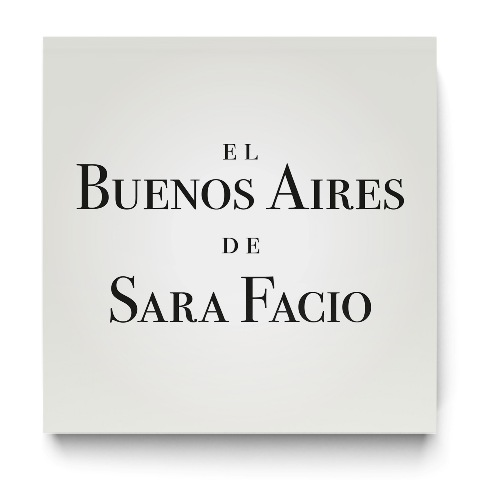 EL
BUENOS AIRES
DE
SARA FACIO